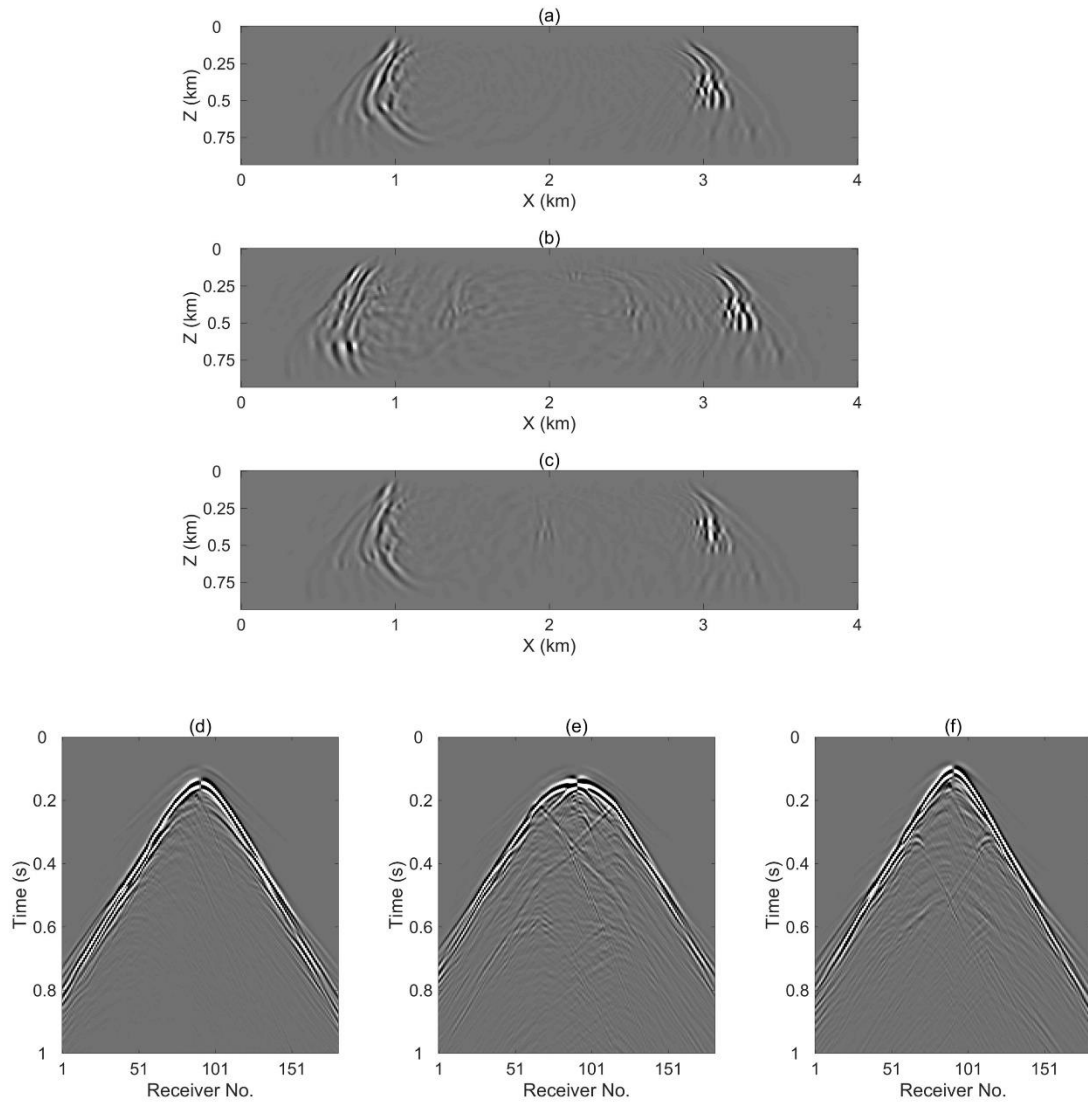 (a)
0
0.25
0.5
0.75
Z (km)
0 1 2 3 4
X (km)
(b)
0
0.25
0.5
0.75
Z (km)
0 1 2 3 4
X (km)
(c)
0
0.25
0.5
0.75
Z (km)
0 1 2 3 4
X (km)
(d) (e) (f)
0 0 0
0.2 0.2 0.2
0.4 0.4 0.4
Time (s) Time (s) Time (s)
0.6 0.6 0.6
0.8 0.8 0.8
1 1 1
1 51 101 151 1 51 101 151 1 51 101 151
Receiver No. Receiver No. Receiver No.